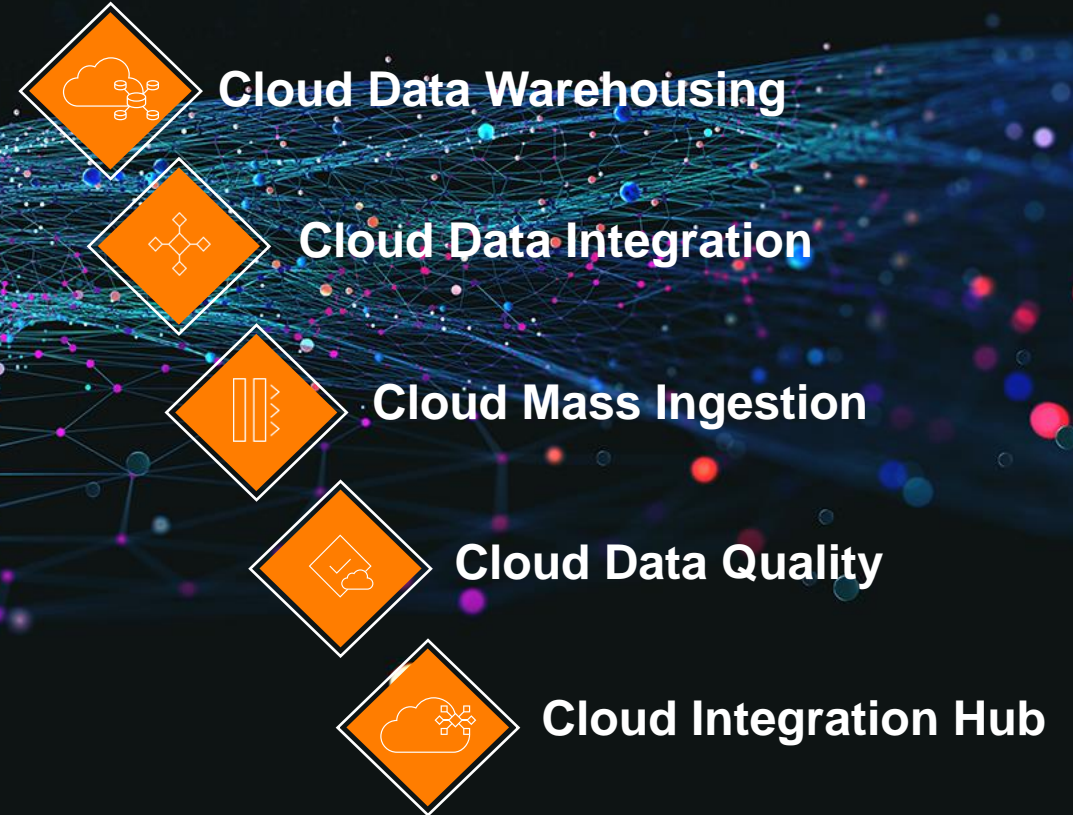 Cloud Data Warehousing
Cloud Data Integration
Cloud Mass Ingestion
Cloud Data Quality
Cloud Integration Hub